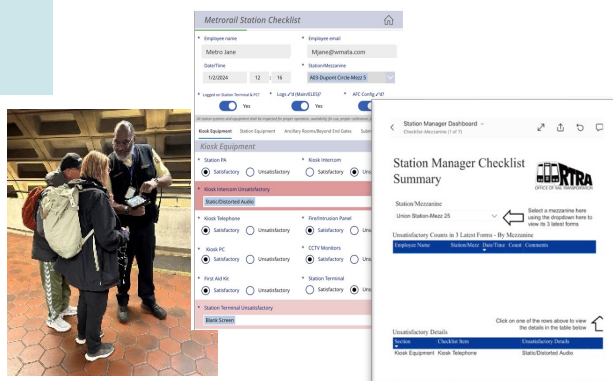 Metrorail Station Checklist
* Employee name
* Employee email
Metro Jane
Mjane@wmata.com
Date/Time
* Station/Mezzanine
1/2/2024 12 : 16
A03-Dupont Circle-Mezz 5
* Logged on Station Terminal & PC?
* Logs √'d (Main/ELES)?
* AFC Config √'d?
Yes
Yes
Kiosk Equipment
Station Equipment
Ancillary Rooms/Beyond End Gates
Kiosk Equipment
* Station PA
* Kiosk Intercom
Satisfactory Unsatisfactory
Satisfactory
* Kiosk Intercom Unsatisfactory
Static/Distorted Audio
* Kiosk Telephone
* Fire/Intrusion Panel
Satisfactory Unsatisfactory
Satisfactory
* Kiosk PC
* CCTV Monitors
Satisfactory Unsatisfactory
Satisfactory
* First Aid Kit
* Station Terminal
Satisfactory Unsatisfactory
Satisfactory
* Station Terminal Unsatisfactory
Blank Screen
Station Manager Dashboard
Checklist-Mezzanine (1 of 7)
Station Manager Checklist
Summary
RTRA
OFFICE OF RAIL TRANSPORTATION
Station/Mezzanine
Union Station-Mezz 25
Select a mezzanine here
using the dropdown here to
view its 3 latest forms
Unsatisfactory Counts in 3 Latest Forms - By Mezzanine
Employee Name Station/Mezz Date/Time Count Comments
Click on one of the rows above to view
the details in the table below
Unsatisfactory Details
Section Checklist Item Unsatisfactory Details
Kiosk Equipment Kiosk Telephone Static/Distorted Audio